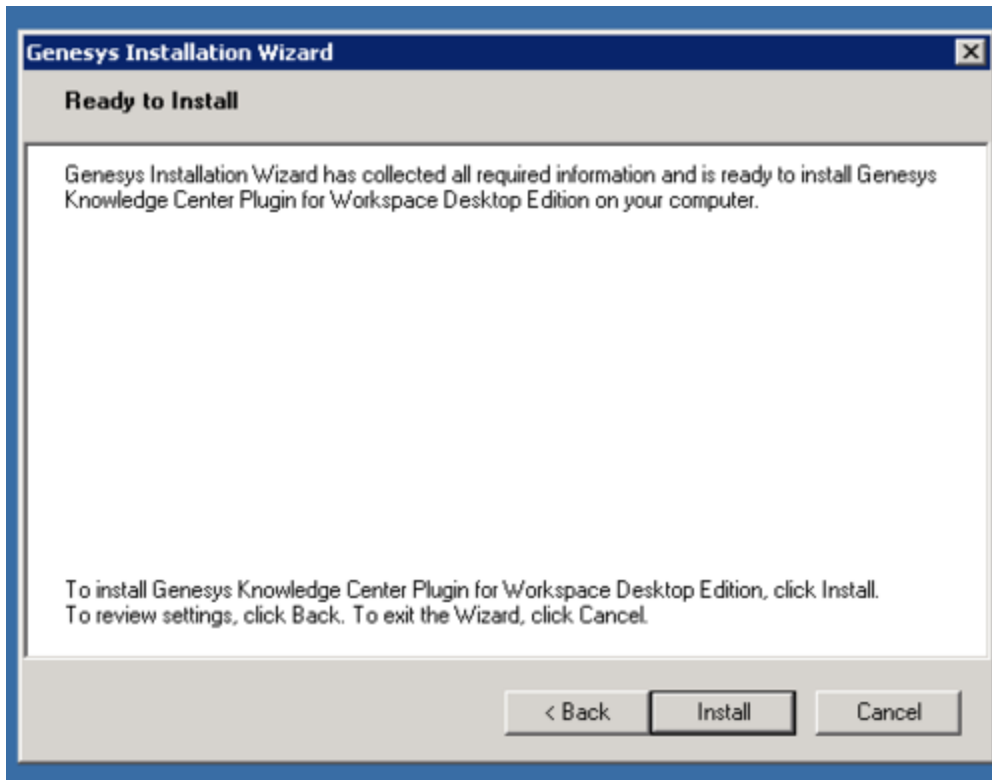 Genesys Installation Wizard
Ready to Install
Genesys Installation Wizard has collected all required information and is ready to install Genesys
Knowledge Center Plugin for Workspace Desktop Edition on your computer.
To install Genesys Knowledge Center Plugin for Workspace Desktop Edition, click Install.
To review settings, click Back. To exit the Wizard, click Cancel.
< Back Install Cancel